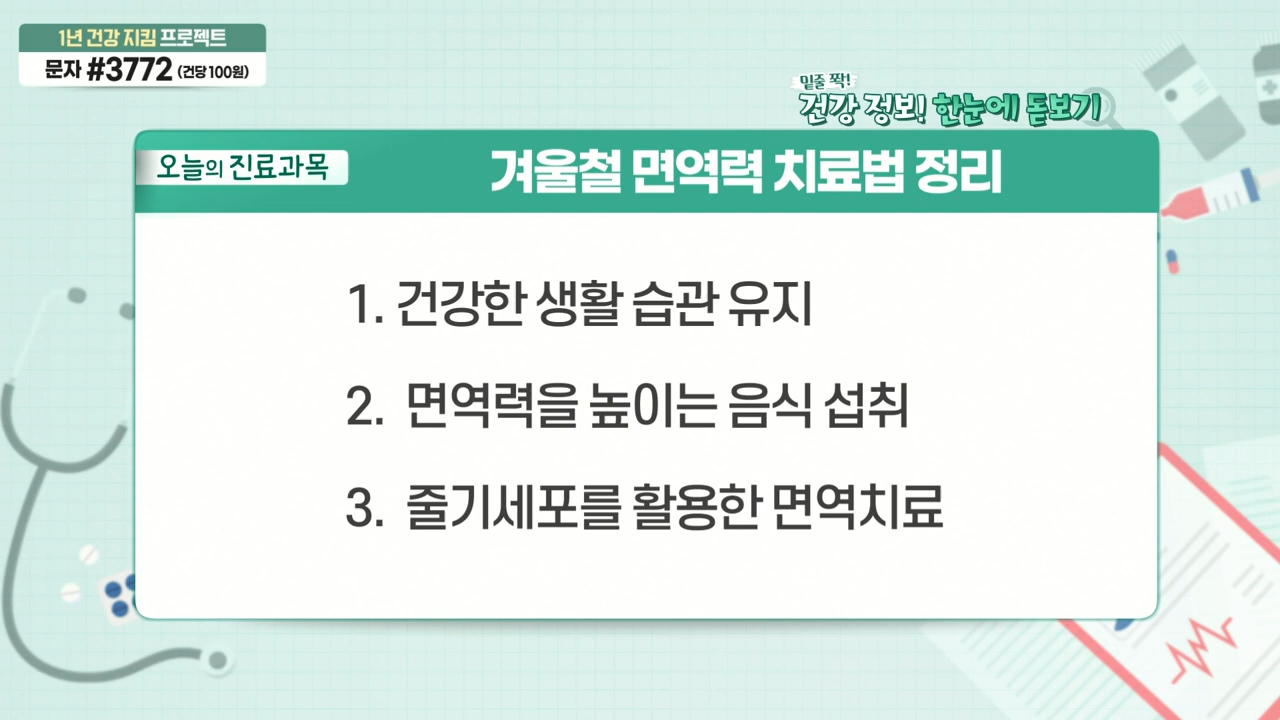 1년 건강 지킴 프로젝트
문자 #3772 (건당 100원)
밑줄 쫙!
건강 정보! 한눈에 돋보기
오늘의 진료과목
겨울철 면역력 치료법 정리
1. 건강한 생활 습관 유지
2. 면역력을 높이는 음식 섭취
3. 줄기세포를 활용한 면역치료